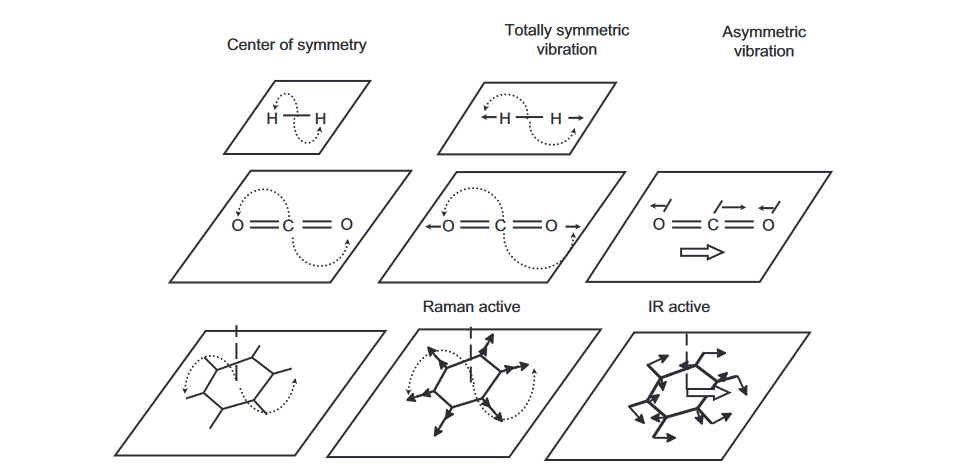 Center of symmetry
Totally symmetric
vibration
Asymmetric
vibration
H H
H H
O C O
O C O
O C O
Raman active
IR active